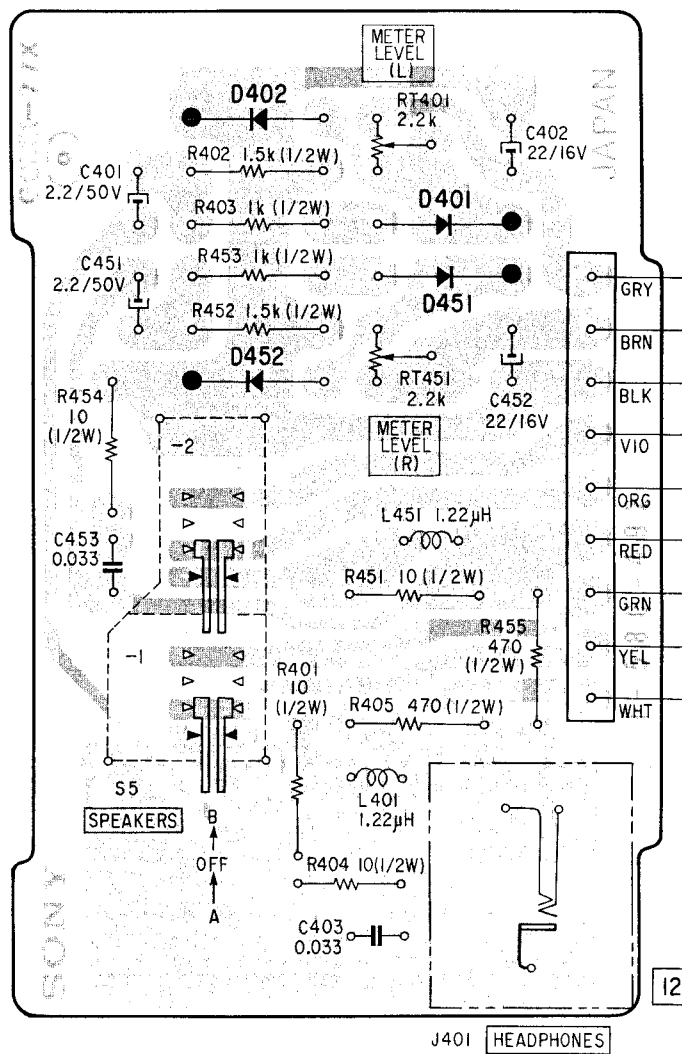 METER
LEVEL
(L)
D402
RT401
2.2k
C402
22/16V
JAPAN
R402 1.5k (1/2W)
C401
2.2/50V
R403 1k (1/2W)
D401
C451
2.2/50V
R453 1k (1/2W)
D451
R452 1.5k (1/2W)
GRY
BRN
D452
RT451
2.2k
C452
22/16V
R454
10
(1/2W)
METER
LEVEL
(R)
BLK
VIO
-2
ORG
L451 1.22μH
C453
0.033
RED
R451 10 (1/2W)
GRN
R455
470
(1/2W)
-1
YEL
R401
10
(1/2W)
R405 470 (1/2W)
WHT
S5
SPEAKERS
L401
1.22μH
B
OFF
A
R404 10(1/2W)
C403
0.033
SONY
12
J401 HEADPHONES